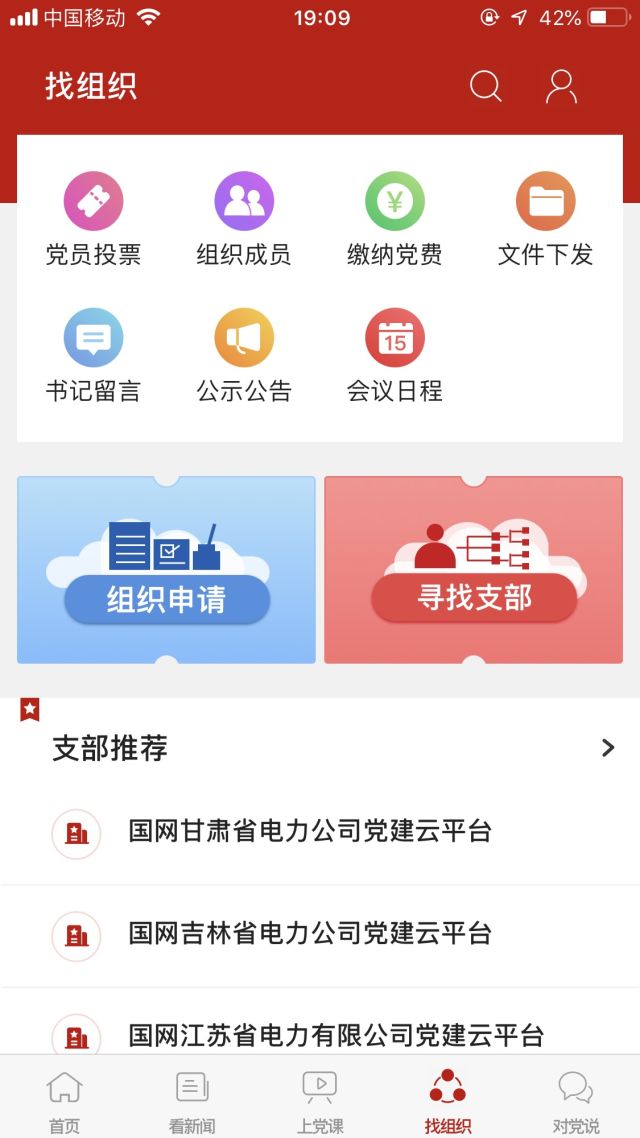 中国移动 19:09 42%
找组织
党员投票 组织成员 缴纳党费 文件下发
15
书记留言 公示公告 会议日程
组织申请 寻找支部
支部推荐
国网甘肃省电力公司党建云平台
国网吉林省电力公司党建云平台
国网江苏省电力有限公司党建云平台
首页 看新闻 上党课 找组织 对党说